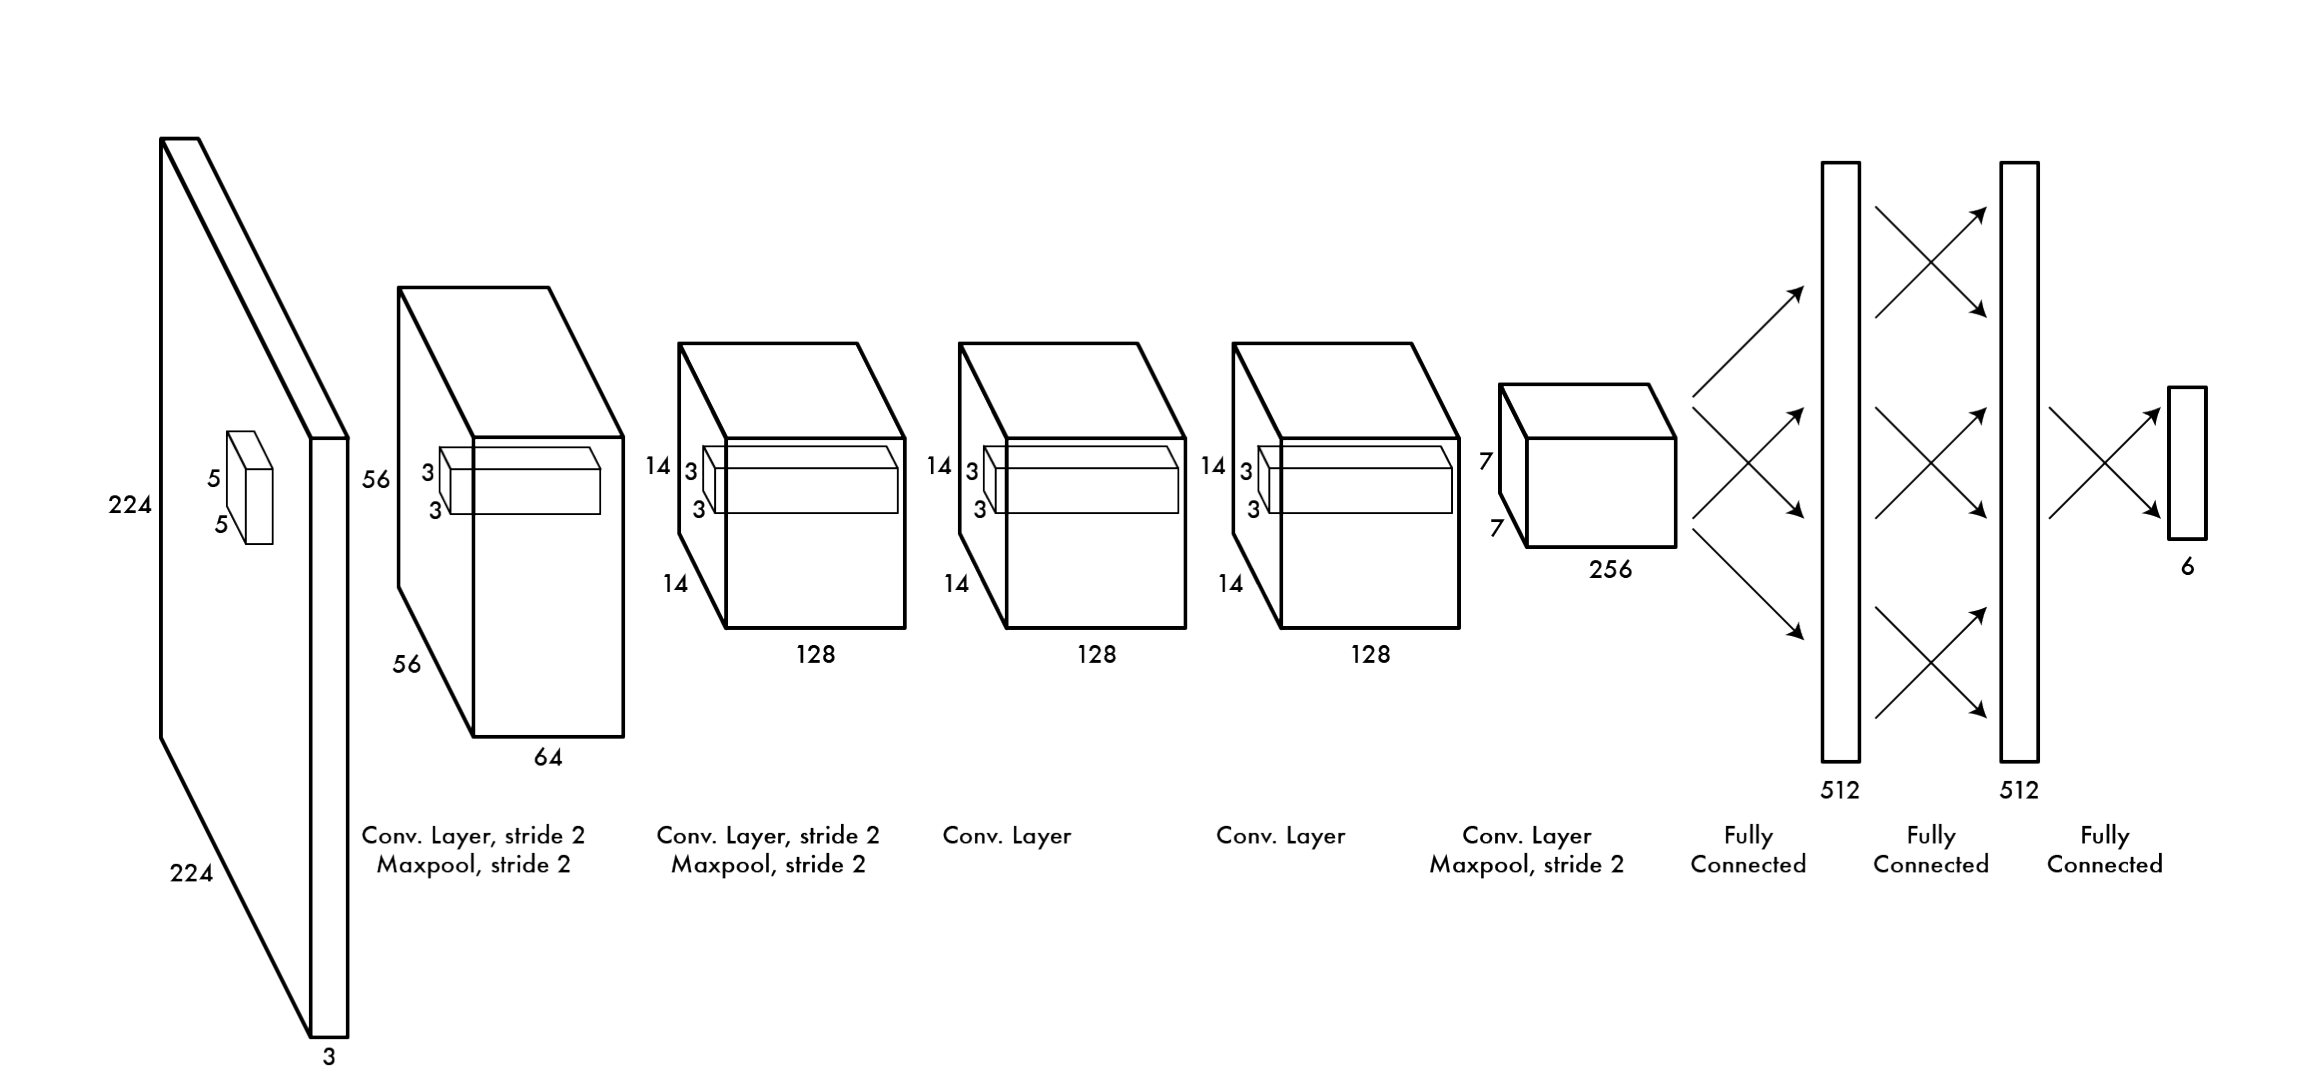 224
224
3
5
5
56
56
64
3
3
14
14
128
3
3
14
14
128
3
3
14
14
128
3
3
7
7
256
512
512
6
Conv. Layer, stride 2
Maxpool, stride 2
Conv. Layer, stride 2
Maxpool, stride 2
Conv. Layer
Conv. Layer
Conv. Layer
Maxpool, stride 2
Fully
Connected
Fully
Connected
Fully
Connected